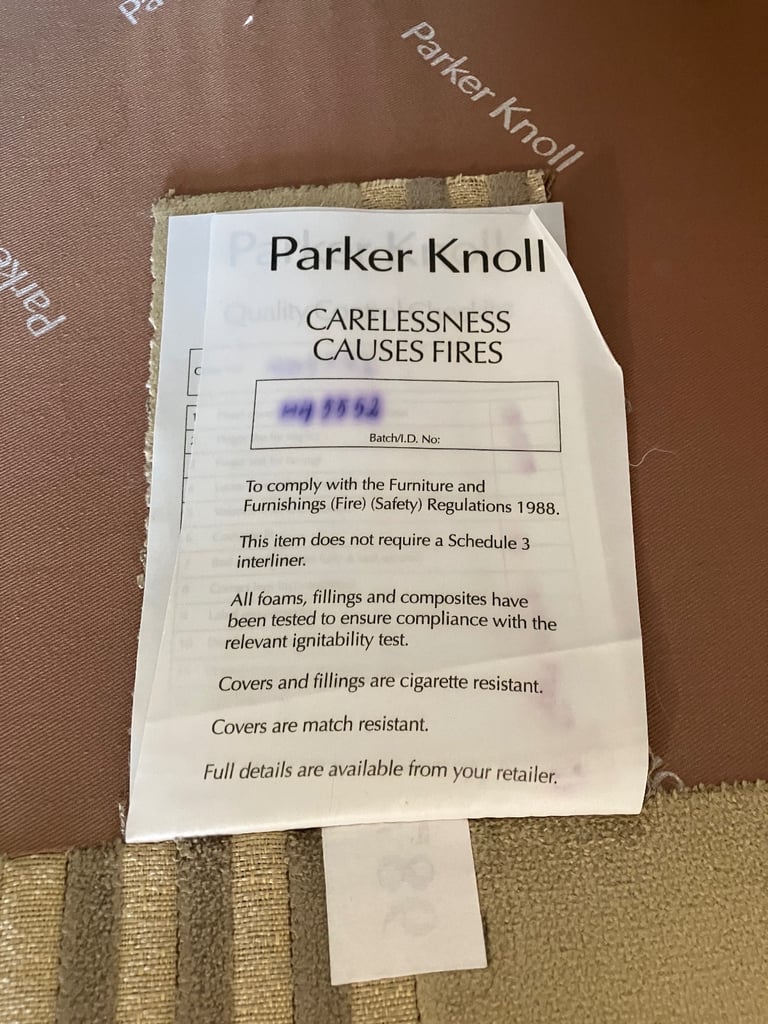 Parker Knoll
Parker Knoll
CARELESSNESS
CAUSES FIRES
Batch/I.D. No:
To comply with the Furniture and
Furnishings (Fire) (Safety) Regulations 1988.
This item does not require a Schedule 3
interliner.
All foams, fillings and composites have
been tested to ensure compliance with the
relevant ignitability test.
Covers and fillings are cigarette resistant.
Covers are match resistant.
Full details are available from your retailer.